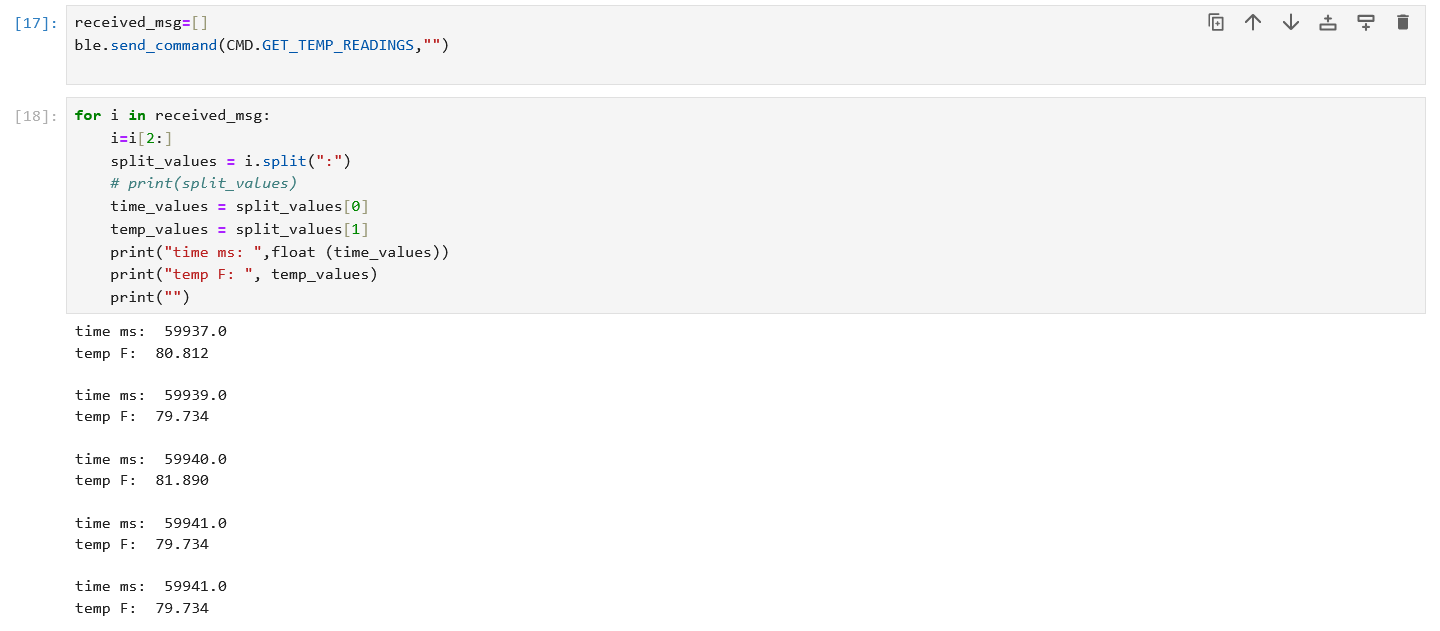 [17]: received_msg=[]
ble.send_command(CMD.GET_TEMP_READINGS,"")
[18]: for i in received_msg:
    i=i[2:]
    split_values = i.split(":")
    # print(split_values)
    time_values = split_values[0]
    temp_values = split_values[1]
    print("time ms: ",float (time_values))
    print("temp F: ", temp_values)
    print("")
time ms:  59937.0
temp F:  80.812
time ms:  59939.0
temp F:  79.734
time ms:  59940.0
temp F:  81.890
time ms:  59941.0
temp F:  79.734
time ms:  59941.0
temp F:  79.734